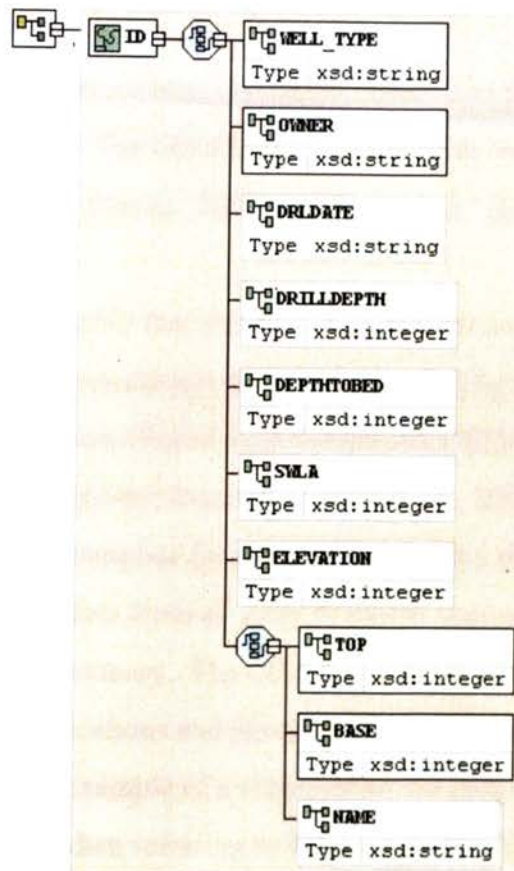 ID
WELL_TYPE
Type xsd:string
OWNER
Type xsd:string
DRLDATE
Type xsd:string
DRILLDEPTH
Type xsd:integer
DEPTHTOBED
Type xsd:integer
SWLA
Type xsd:integer
ELEVATION
Type xsd:integer
TOP
Type xsd:integer
BASE
Type xsd:integer
NAME
Type xsd:string